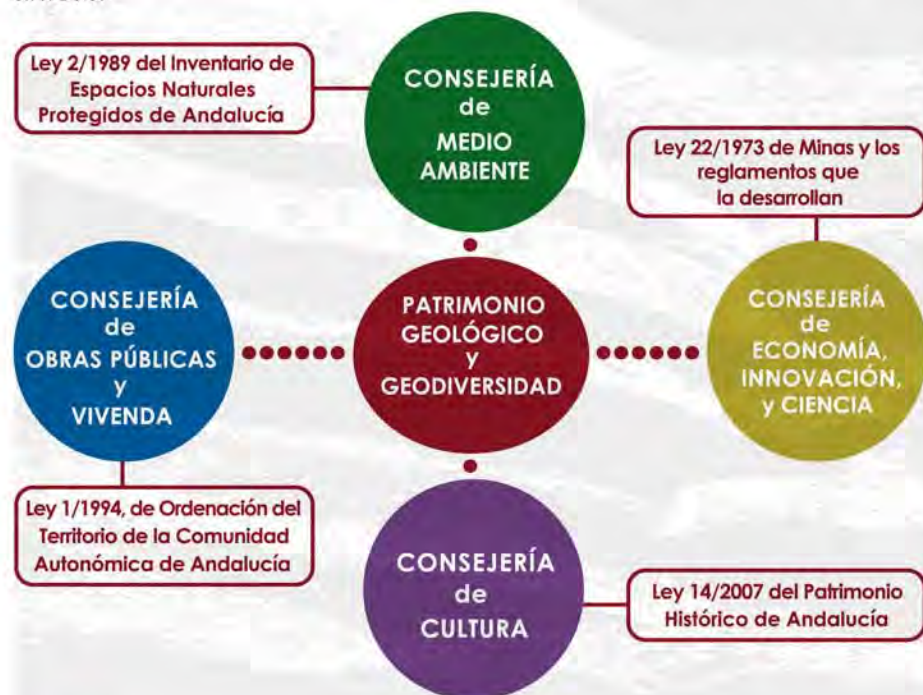 Ley 2/1989 del Inventario de
Espacios Naturales
Protegidos de Andalucía
CONSEJERÍA
de
MEDIO
AMBIENTE
Ley 22/1973 de Minas y los
reglamentos que
la desarrollan
CONSEJERÍA
de
OBRAS PÚBLICAS
y
VIVENDA
PATRIMONIO
GEOLÓGICO
y
GEODIVERSIDAD
CONSEJERÍA
de
ECONOMÍA,
INNOVACIÓN,
y CIENCIA
Ley 1/1994, de Ordenación del
Territorio de la Comunidad
Autonómica de Andalucía
CONSEJERÍA
de
CULTURA
Ley 14/2007 del Patrimonio
Histórico de Andalucía